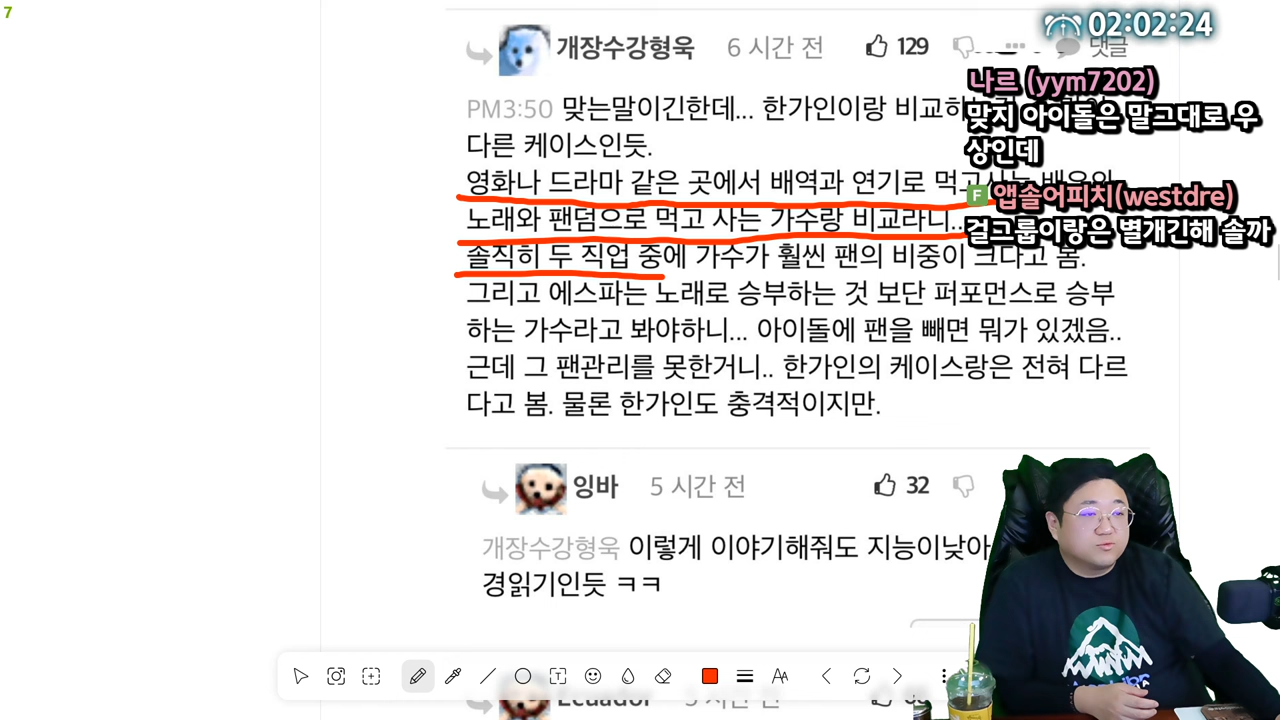 7
02:02:24
개장수강형욱 6 시간 전 129 댓글
PM3:50 맞는말이긴한데... 한가인이랑 비교하
다른 케이스인듯.
영화나 드라마 같은 곳에서 배역과 연기로 먹고사는 배우와
노래와 팬덤으로 먹고 사는 가수랑 비교라니..
솔직히 두 직업 중에 가수가 훨씬 팬의 비중이 크다고 봄.
그리고 에스파는 노래로 승부하는 것 보단 퍼포먼스로 승부
하는 가수라고 봐야하니... 아이돌에 팬을 빼면 뭐가 있겠음..
근데 그 팬관리를 못한거니.. 한가인의 케이스랑은 전혀 다르
다고 봄. 물론 한가인도 충격적이지만.
나르 (yym7202)
맞지 아이돌은 말그대로 우
상인데
F 앱솔어피치(westdre)
걸그룹이랑은 별개긴해 솔까
잉바 5 시간 전 32
개장수강형욱 이렇게 이야기해줘도 지능이낮아
경읽기인듯 ㅋㅋ
Ecuador 5 시간 전